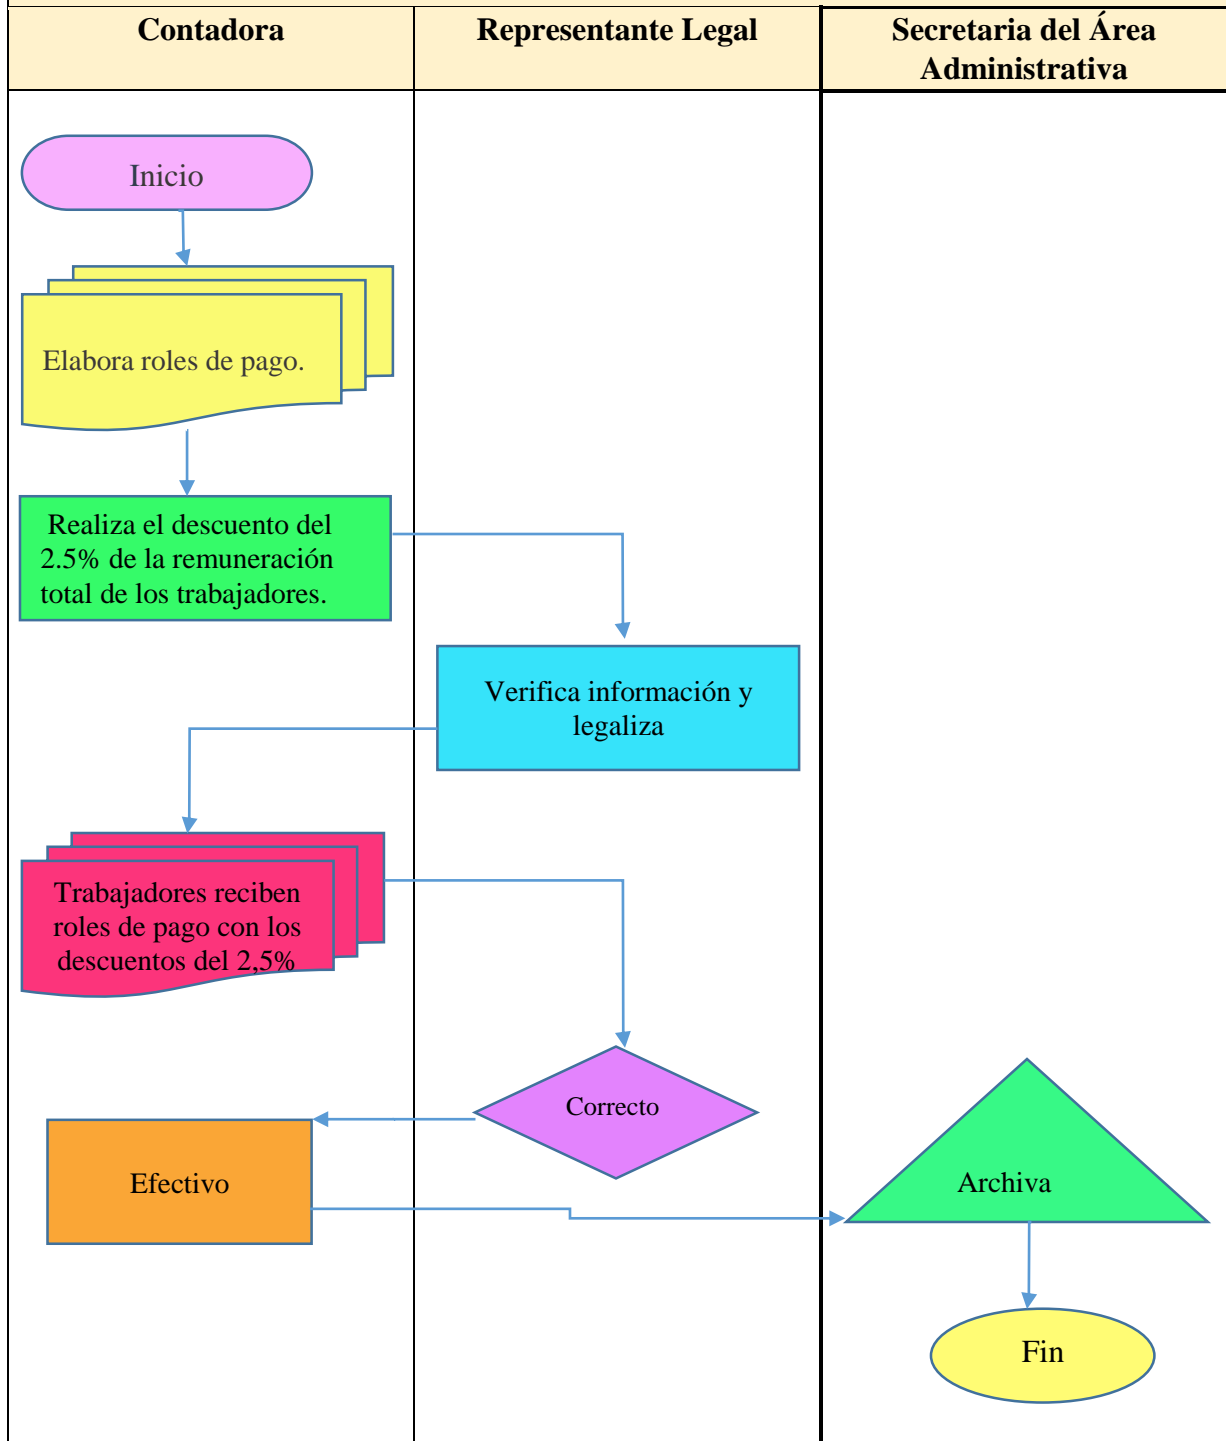 Contadora
Representante Legal
Secretaria del Área
Administrativa
Inicio
Elabora roles de pago.
Realiza el descuento del
2.5% de la remuneración
total de los trabajadores.
Verifica información y
legaliza
Trabajadores reciben
roles de pago con los
descuentos del 2,5%
Correcto
Efectivo
Archiva
Fin